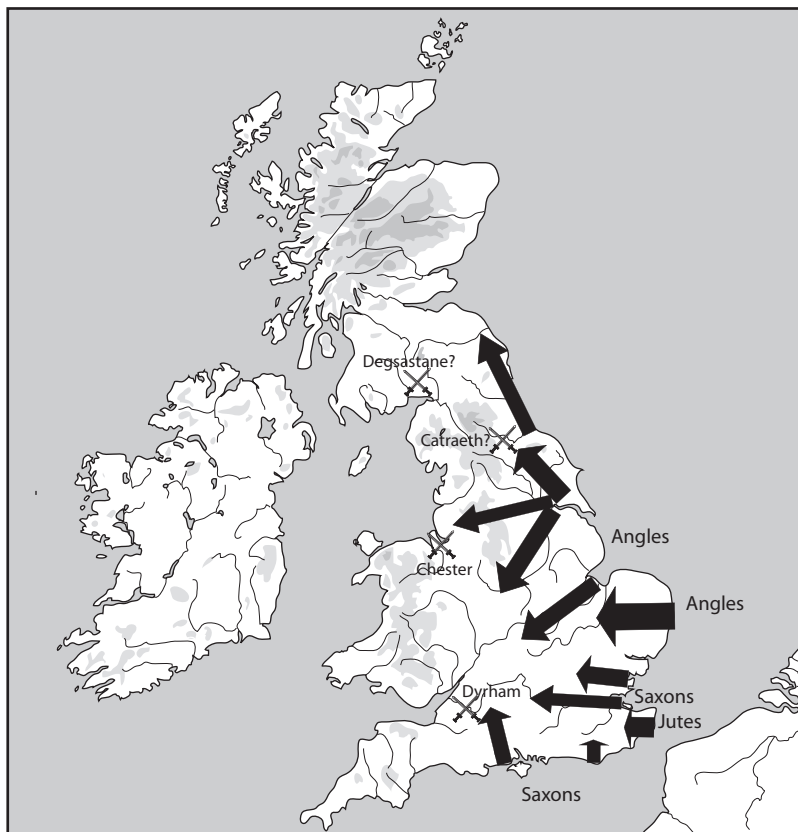 Degsastane?
Catraeth?
Angles
Chester
Angles
Dyrham
Saxons
Jutes
Saxons